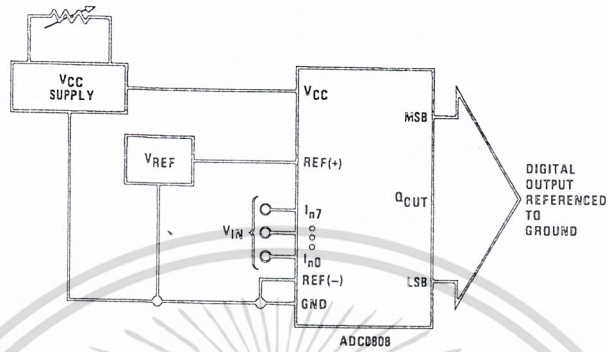 VCC
SUPPLY
VREF
VIN
VCC
REF(+)
In7
In0
REF(-)
GND
MSB
QOUT
LSB
ADC0808
DIGITAL
OUTPUT
REFERENCED
TO
GROUND